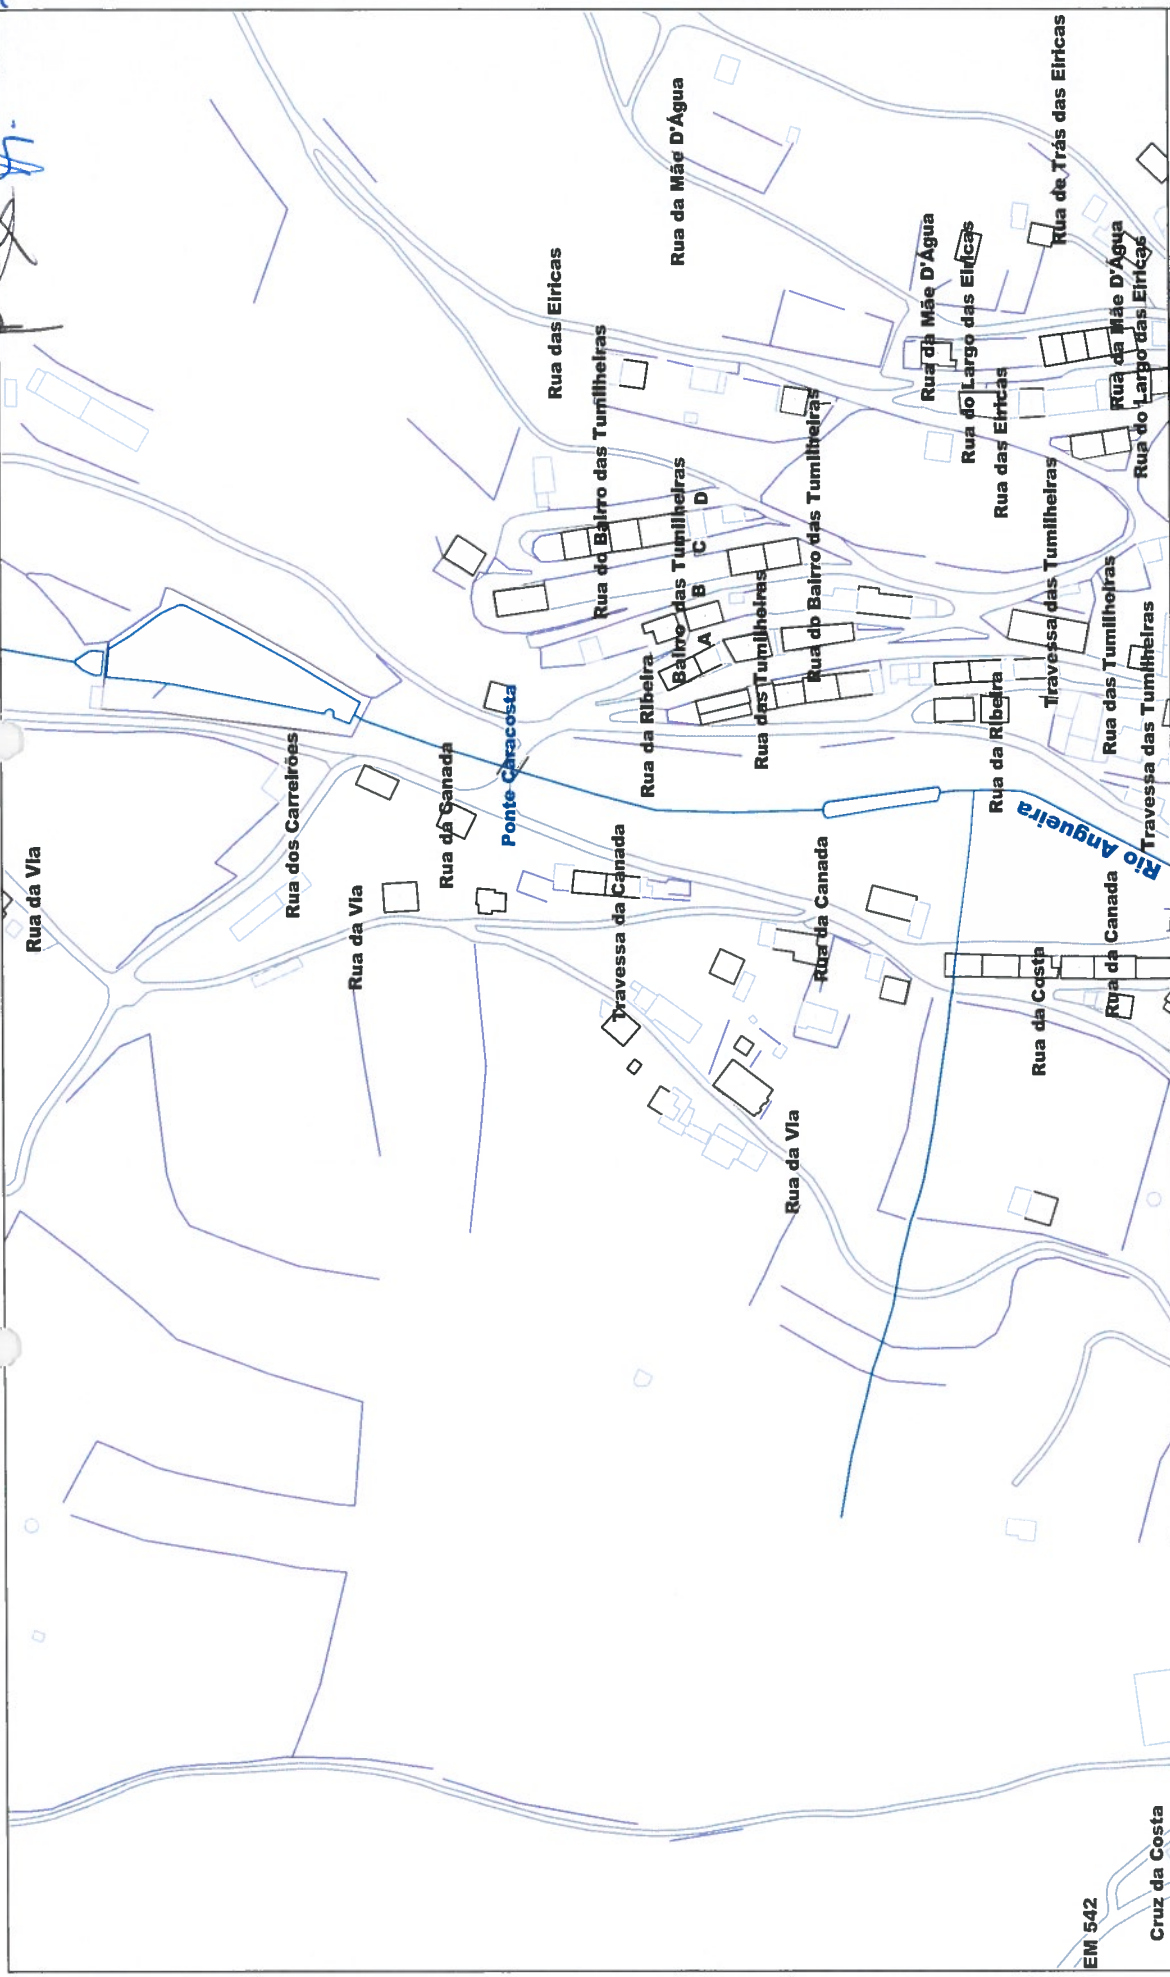 Rua da Via
Rua dos Carreirões
Rua da Via
Rua da Canada
Ponte Caracosta
Rua das Eiricas
Rua do Bairro das Tumilheiras
Travessa da Canada
Rua da Ribeira
Rua da Mãe D'Água
Bairro das Tumilheiras
A B C D
Rua das Tumilheiras
Rua da Via
Rua do Bairro das Tumilheiras
Rua da Canada
Rua da Mãe D'Água
Rua do Largo das Eiricas
Rua da Ribeira
Rua das Eiricas
Rua da Costa
Travessa das Tumilheiras
Rua de Trás das Eiricas
Rio Angueira
EM 542
Rua da Canada
Rua das Tumilheiras
Rua da Mãe D'Água
Rua do Largo das Eiricas
Travessa das Tumilheiras
Cruz da Costa